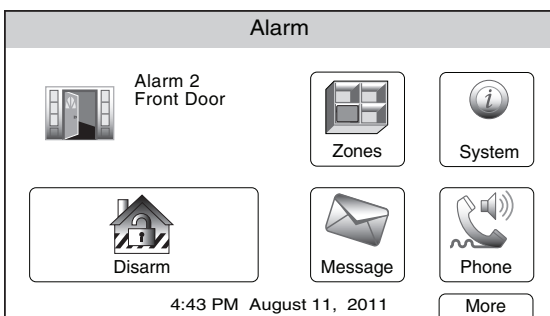 Alarm
Alarm 2
Front Door
Zones
System
Disarm
Message
Phone
4:43 PM August 11, 2011
More